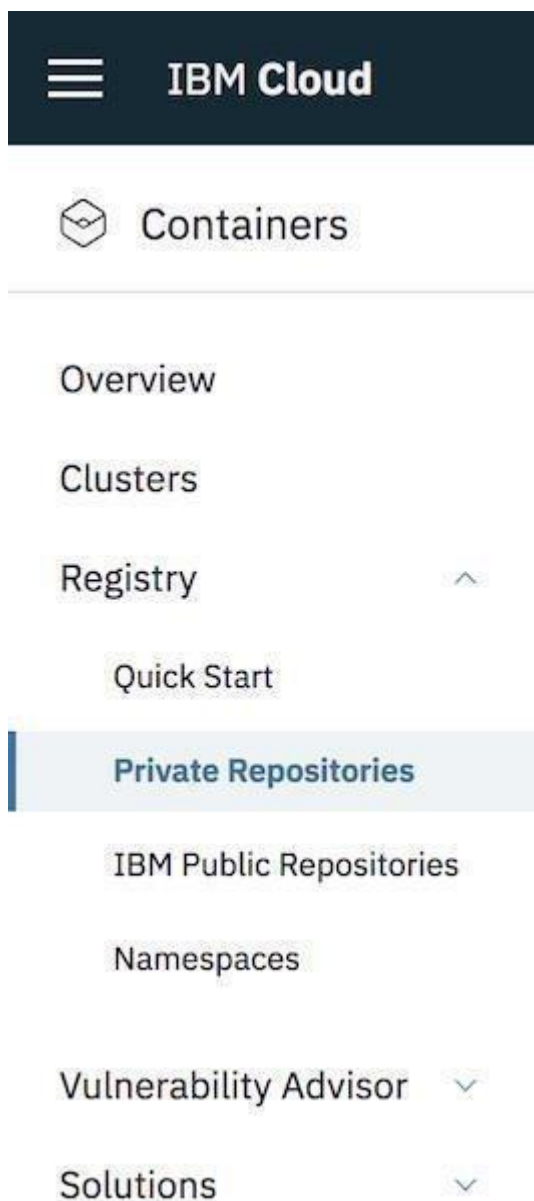 IBM Cloud
Containers
Overview
Clusters
Registry
Quick Start
Private Repositories
IBM Public Repositories
Namespaces
Vulnerability Advisor
Solutions